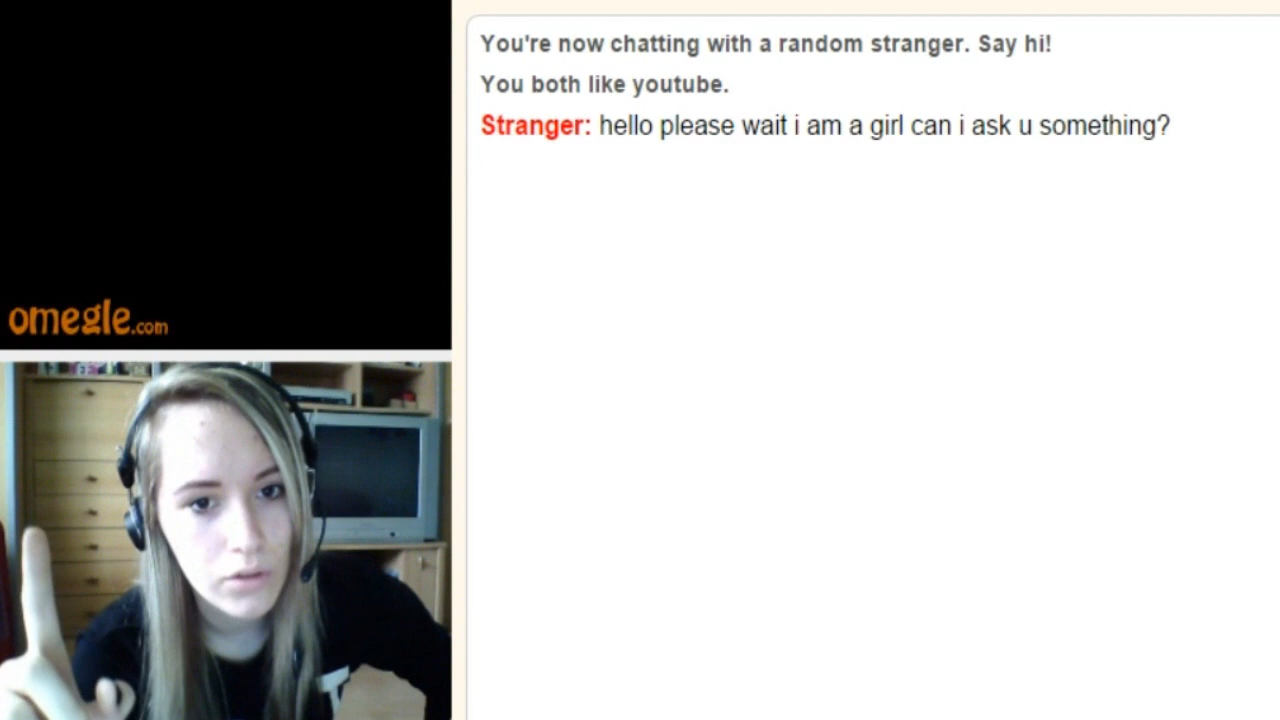 You're now chatting with a random stranger. Say hi!
You both like youtube.
Stranger: hello please wait i am a girl can i ask u something?
omegle.com